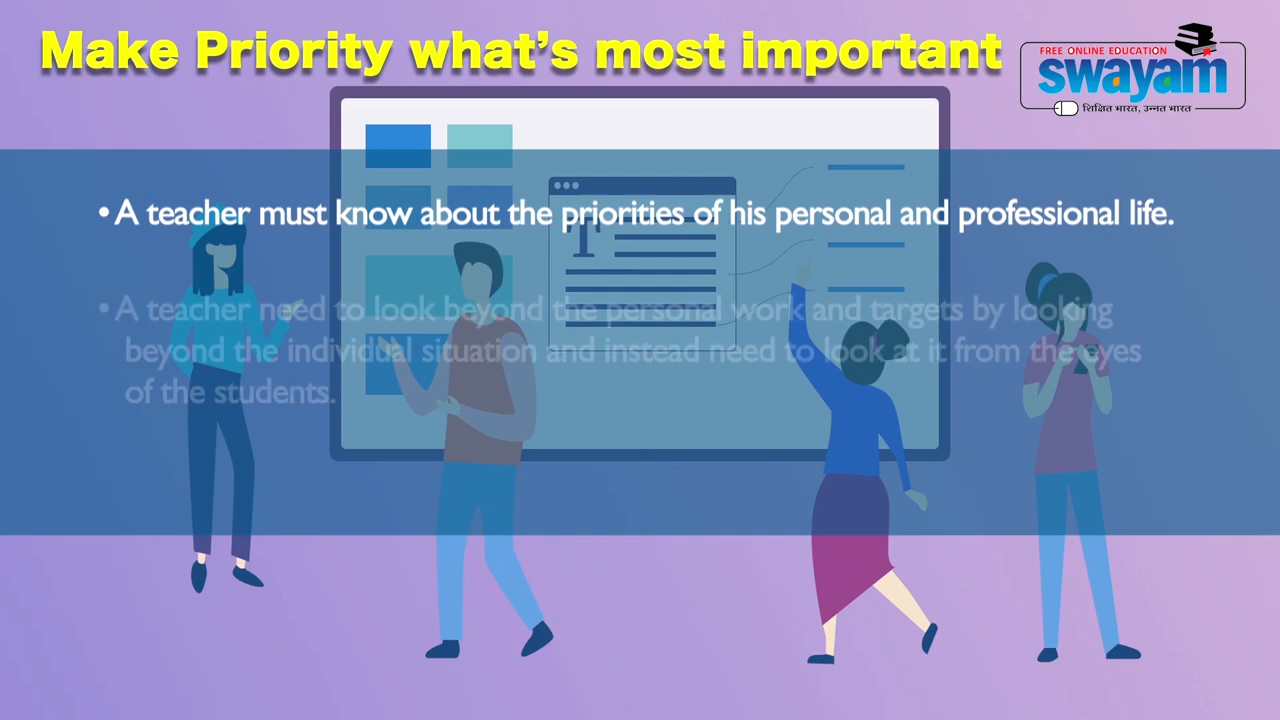 Make Priority what's most important
FREE ONLINE EDUCATION
swayam
शिक्षित भारत, उन्नत भारत
• A teacher must know about the priorities of his personal and professional life.
T
• A teacher need to look beyond the personal work and targets by looking
beyond the individual situation and instead need to look at it from the eyes
of the students.